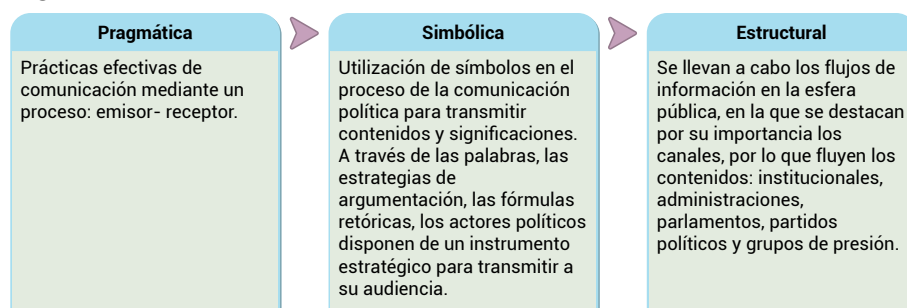 Pragmática
Prácticas efectivas de
comunicación mediante un
proceso: emisor- receptor.
Simbólica
Utilización de símbolos en el
proceso de la comunicación
política para transmitir
contenidos y significaciones.
A través de las palabras, las
estrategias de
argumentación, las fórmulas
retóricas, los actores políticos
disponen de un instrumento
estratégico para transmitir a
su audiencia.
Estructural
Se llevan a cabo los flujos de
información en la esfera
pública, en la que se destacan
por su importancia los
canales, por lo que fluyen los
contenidos: institucionales,
administraciones,
parlamentos, partidos
políticos y grupos de presión.